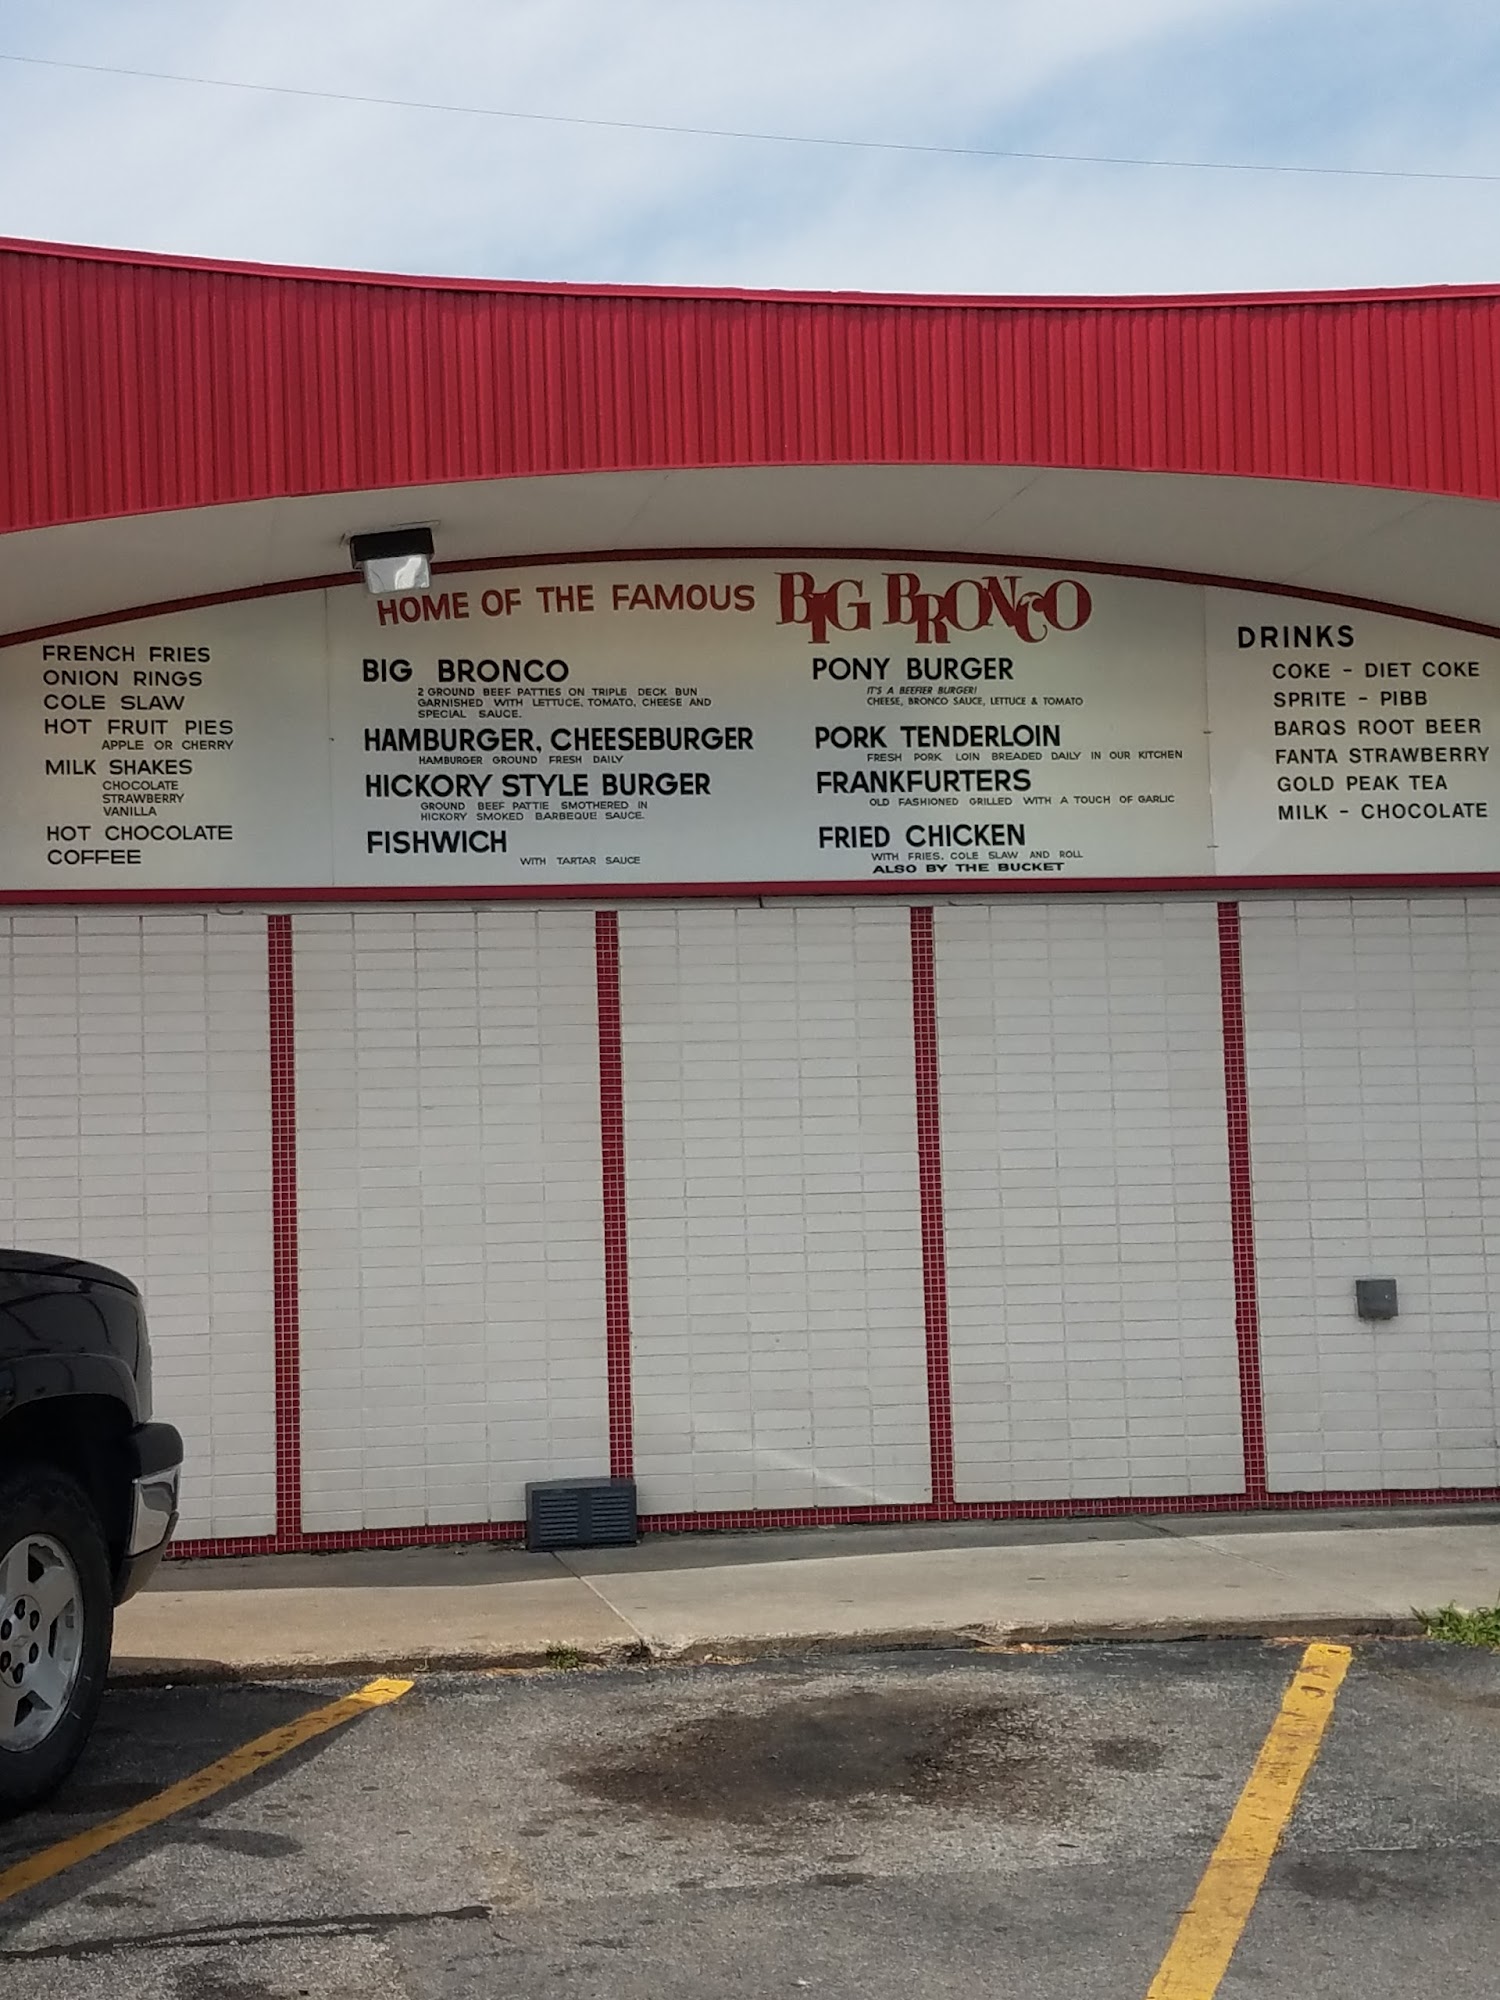 HOME OF THE FAMOUS BIG BRONCO
FRENCH FRIES
ONION RINGS
COLE SLAW
HOT FRUIT PIES
APPLE OR CHERRY
MILK SHAKES
CHOCOLATE
STRAWBERRY
VANILLA
HOT CHOCOLATE
COFFEE
BIG BRONCO
2 GROUND BEEF PATTIES ON TRIPLE DECK BUN
GARNISHED WITH LETTUCE, TOMATO, CHEESE AND
SPECIAL SAUCE.
HAMBURGER, CHEESEBURGER
HAMBURGER GROUND FRESH DAILY
HICKORY STYLE BURGER
GROUND BEEF PATTIE SMOTHERED IN
HICKORY SMOKED BARBEQUE SAUCE.
FISHWICH
WITH TARTAR SAUCE
PONY BURGER
IT'S A BEEFIER BURGER!
CHEESE, BRONCO SAUCE, LETTUCE & TOMATO
PORK TENDERLOIN
FRESH PORK LOIN BREADED DAILY IN OUR KITCHEN
FRANKFURTERS
OLD FASHIONED GRILLED WITH A TOUCH OF GARLIC
FRIED CHICKEN
WITH FRIES, COLE SLAW AND ROLL
ALSO BY THE BUCKET
DRINKS
COKE - DIET COKE
SPRITE - PIBB
BARQS ROOT BEER
FANTA STRAWBERRY
GOLD PEAK TEA
MILK - CHOCOLATE